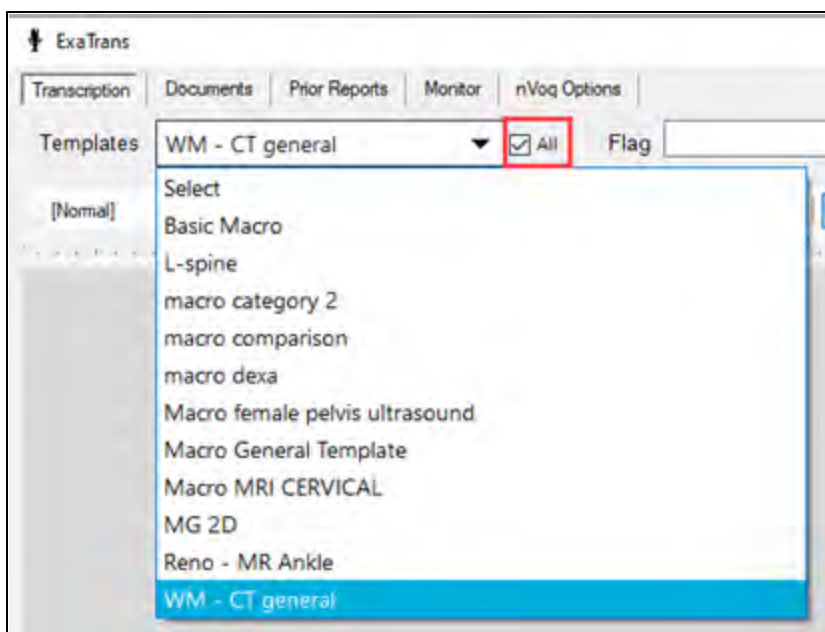 ExaTrans
Transcription Documents Prior Reports Monitor nVoq Options
Templates WM - CT general All Flag
[Normal]
Select
Basic Macro
L-spine
macro category 2
macro comparison
macro dexa
Macro female pelvis ultrasound
Macro General Template
Macro MRI CERVICAL
MG 2D
Reno - MR Ankle
WM - CT general